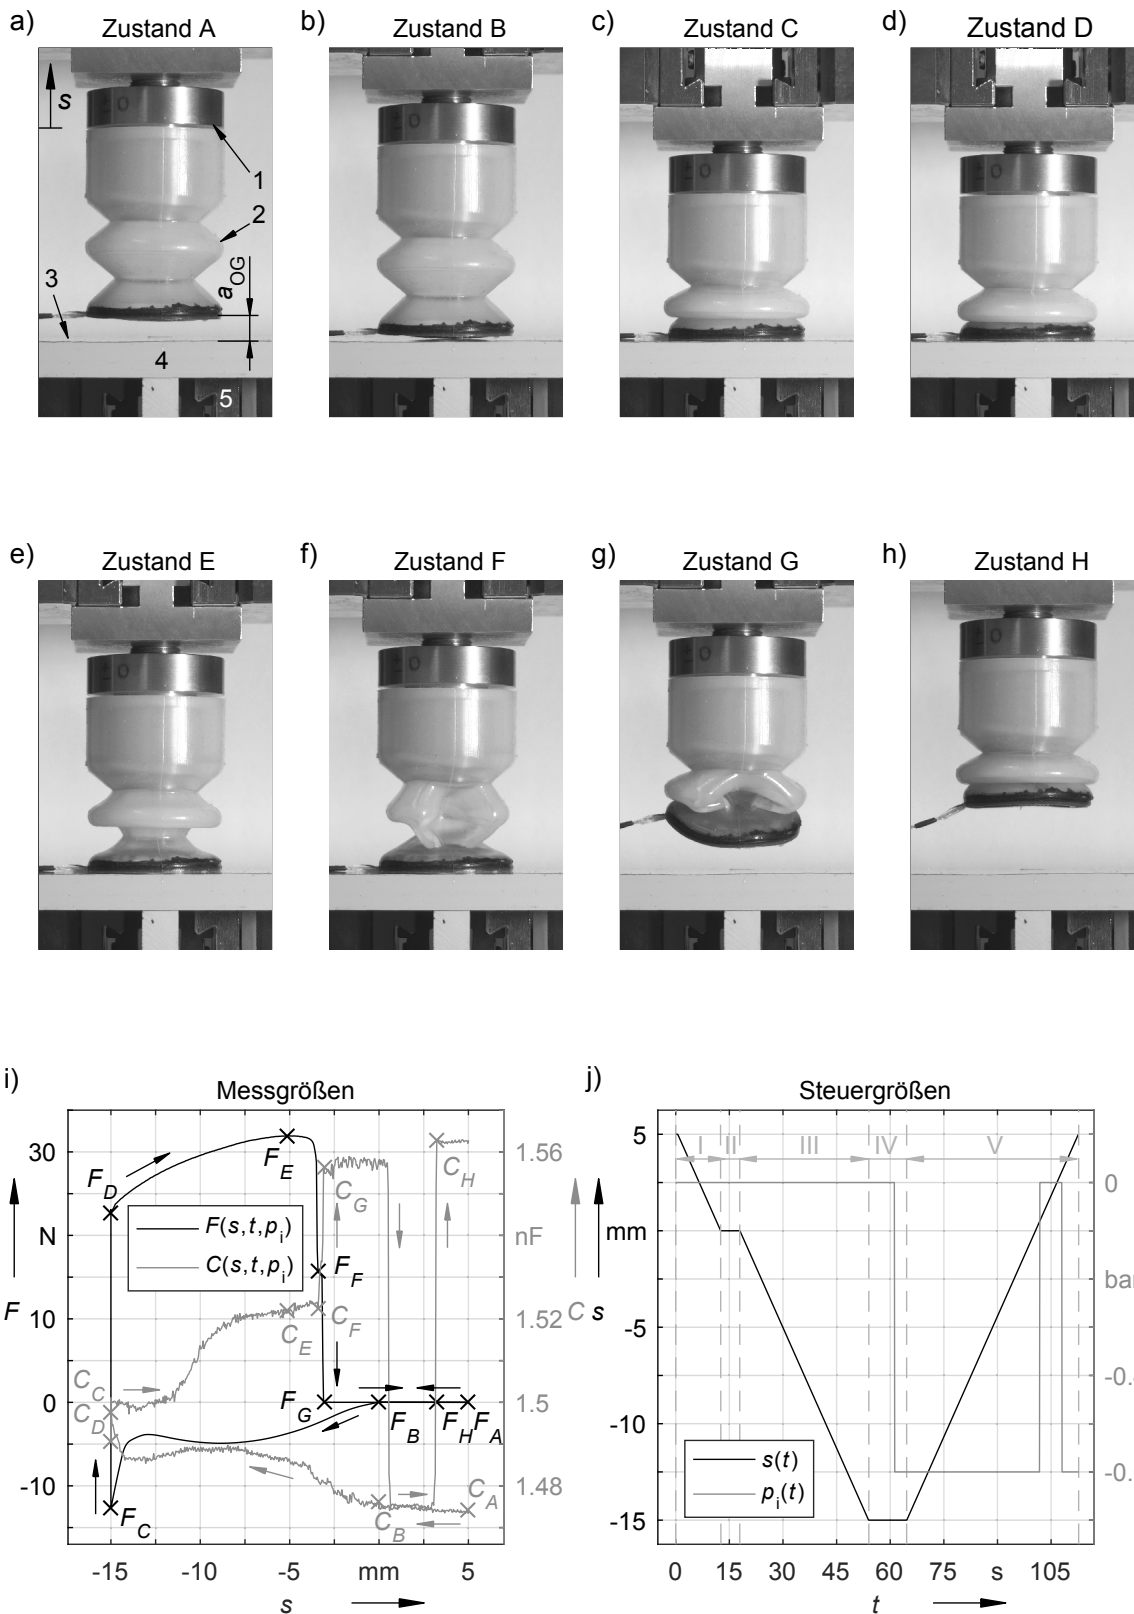 a) Zustand A
b) Zustand B
c) Zustand C
d) Zustand D
s
1
2
3
a_OG
4
5
e) Zustand E
f) Zustand F
g) Zustand G
h) Zustand H
i) Messgrößen
30
N
10
0
-10
F
F_D
F_E
C_G
C_H
F(s,t,p_i)
C(s,t,p_i)
F_F
C_F
C_E
C_C
C_D
F_G
F_B
F_H F_A
F_C
C_B
C_A
1.56
nF
1.52
1.5
1.48
C
-15 -5 mm 5
s
j) Steuergrößen
5
mm
-5
-10
-15
s
I II III IV V
0
-0.
s(t)
p_i(t)
0 15 30 45 60 75 s 105
t